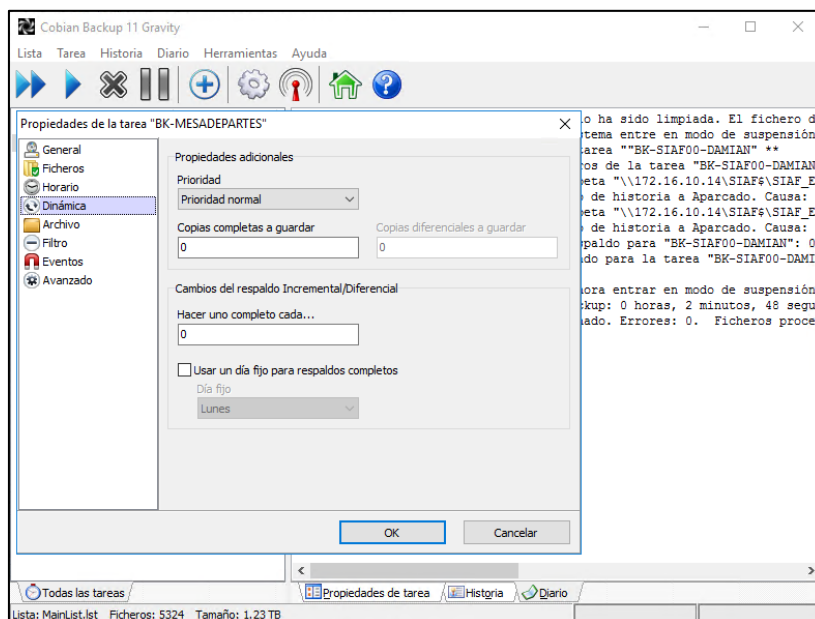 Cobian Backup 11 Gravity
Lista Tarea Historia Diario Herramientas Ayuda
Propiedades de la tarea "BK-MESADEPARTES"
General
Ficheros
Horario
Dinámica
Archivo
Filtro
Eventos
Avanzado
Propiedades adicionales
Prioridad
Prioridad normal
Copias completas a guardar
Copias diferenciales a guardar
0
0
Cambios del respaldo Incremental/Diferencial
Hacer uno completo cada...
0
Usar un día fijo para respaldos completos
Día fijo
Lunes
OK
Cancelar
o ha sido limpiada. El fichero d
tema entre en modo de suspensión
tarea ""BK-SIAF00-DAMIAN" **
ros de la tarea "BK-SIAF00-DAMIAN
peta "\\172.16.10.14\SIAF$\SIAF_E
o de historia a Aparcado. Causa:
peta "\\172.16.10.14\SIAF$\SIAF_E
o de historia a Aparcado. Causa:
spaldo para "BK-SIAF00-DAMIAN": 0
do para la tarea "BK-SIAF00-DAMI
hora entrar en modo de suspensión
kup: 0 horas, 2 minutos, 48 segu
ado. Errores: 0. Ficheros proce
Todas las tareas
Propiedades de tarea
Historia
Diario
Lista: MainList.lst Ficheros: 5324 Tamaño: 1.23 TB